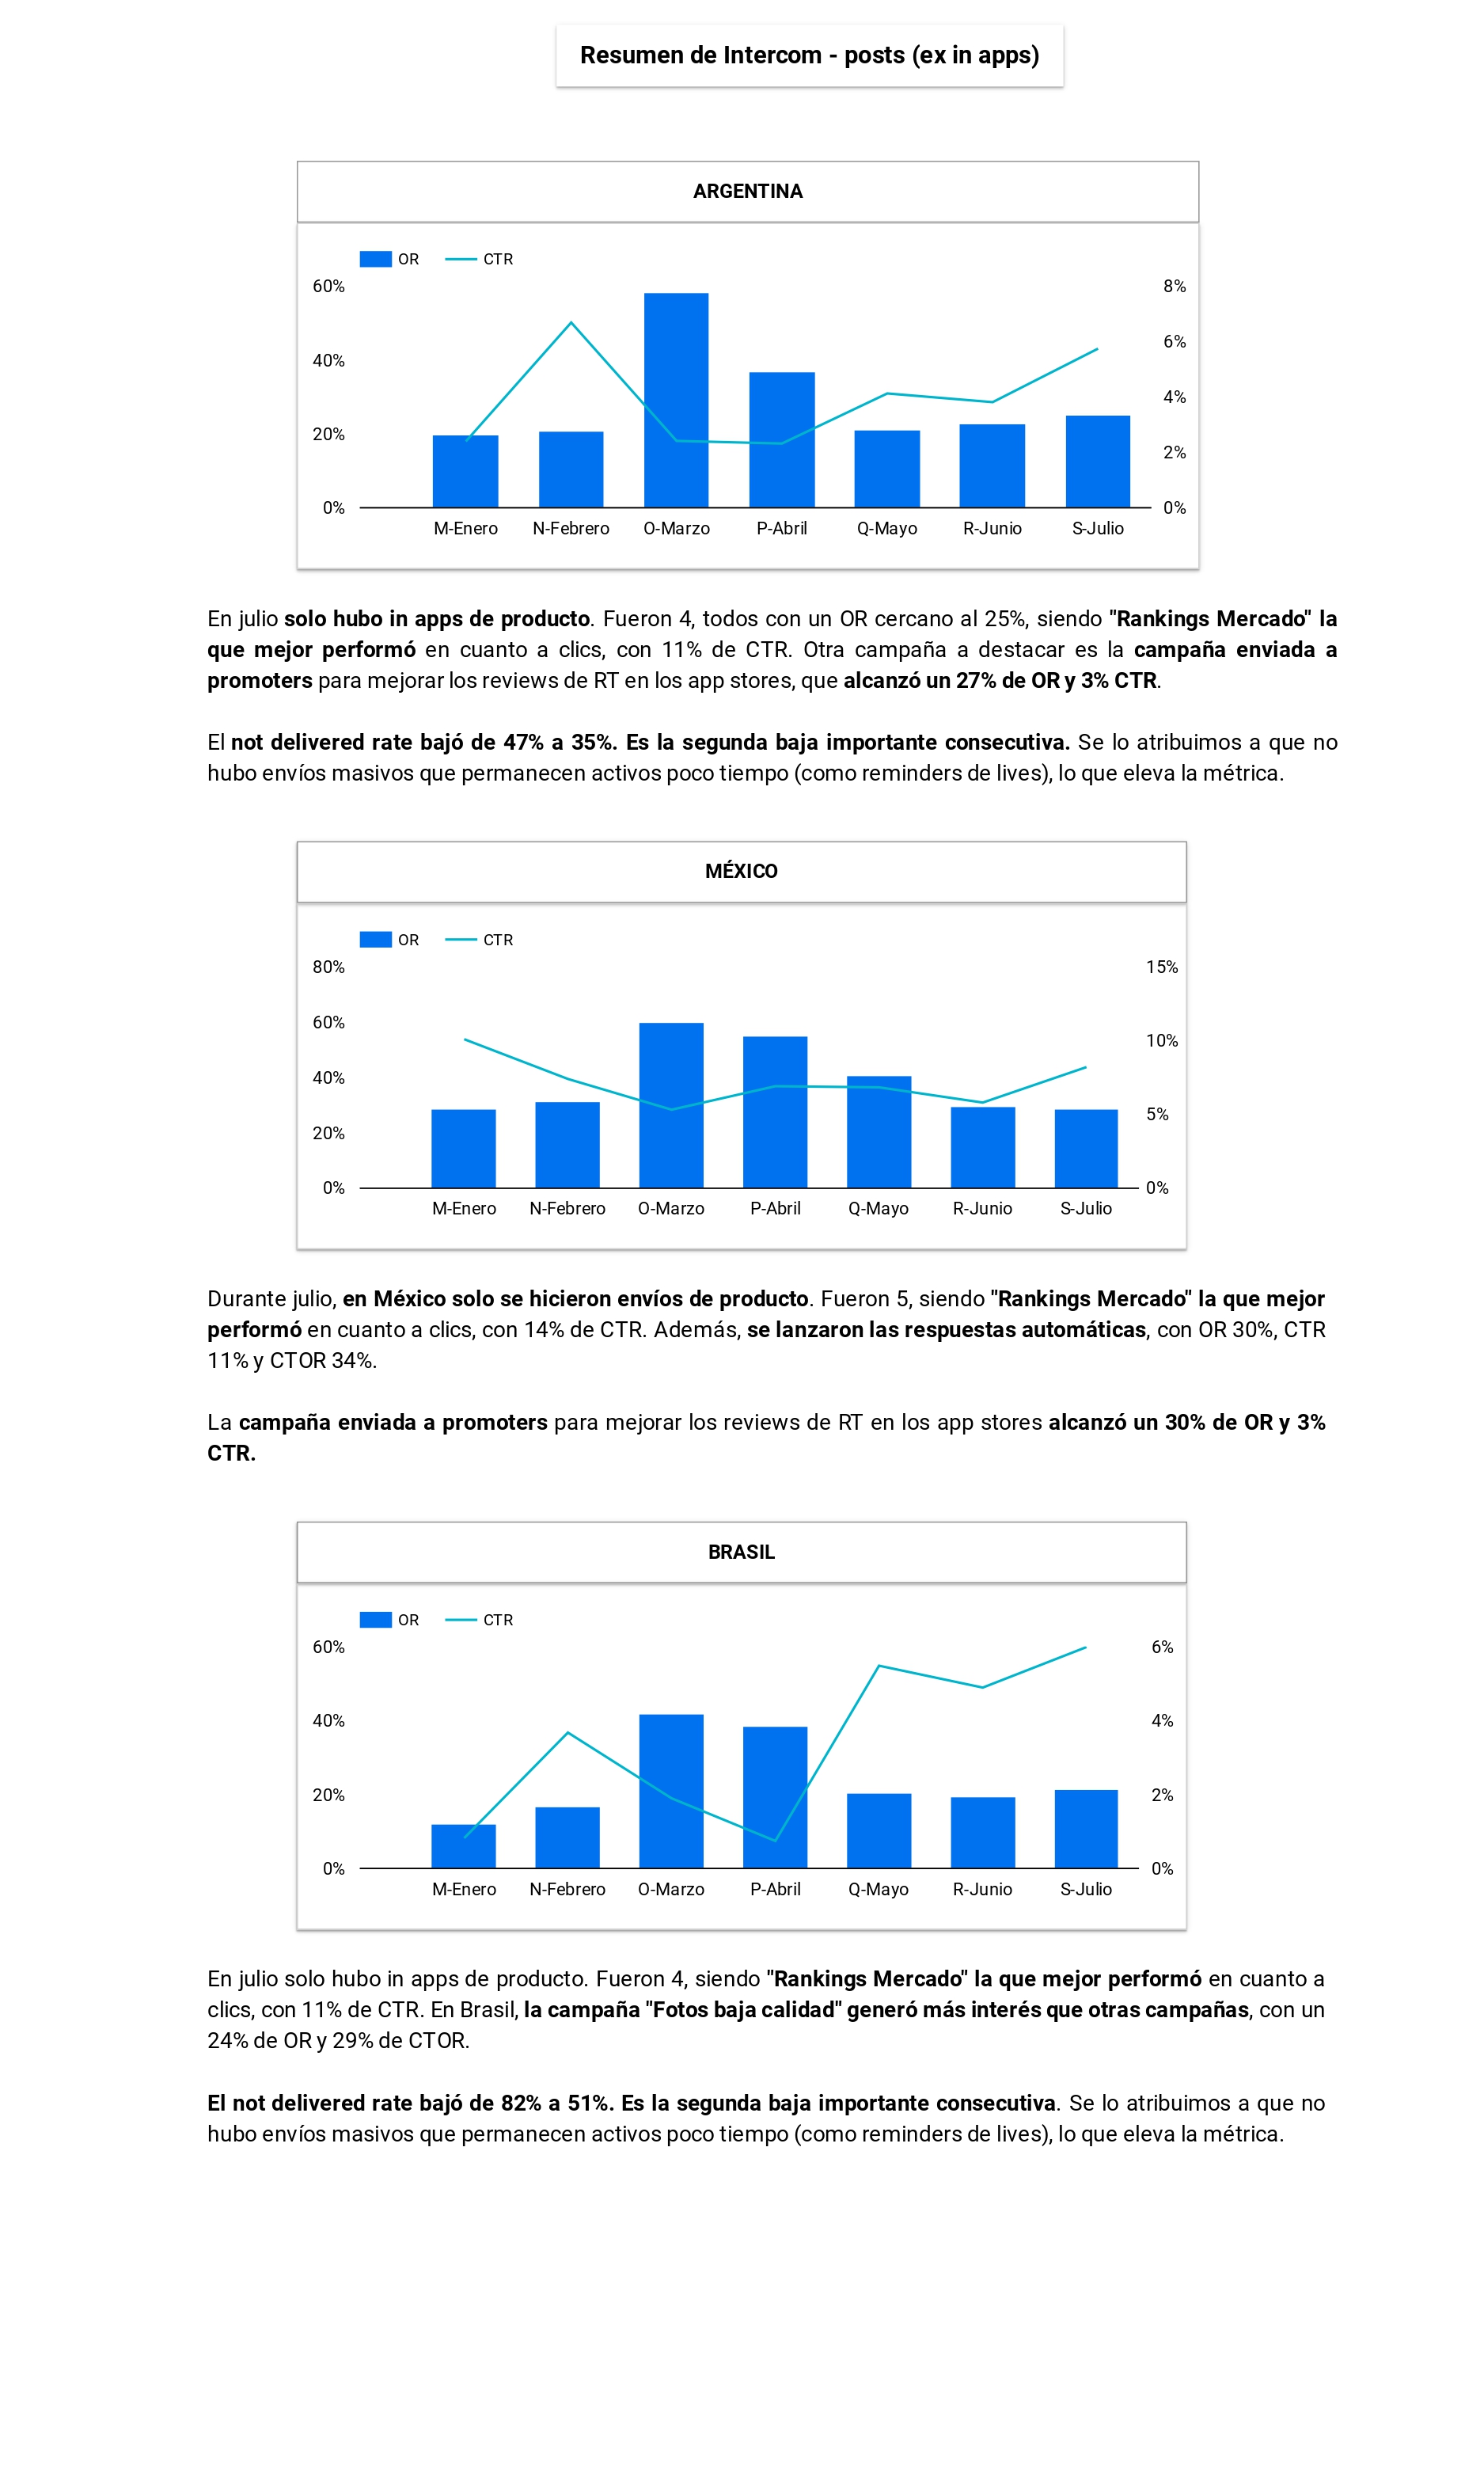 Resumen de Intercom - posts (ex in apps)
ARGENTINA
OR CTR
60% 8%
6%
40%
4%
20%
2%
0% 0%
M-Enero N-Febrero O-Marzo P-Abril Q-Mayo R-Junio S-Julio
En julio solo hubo in apps de producto. Fueron 4, todos con un OR cercano al 25%, siendo "Rankings Mercado" la
que mejor performó en cuanto a clics, con 11% de CTR. Otra campaña a destacar es la campaña enviada a
promoters para mejorar los reviews de RT en los app stores, que alcanzó un 27% de OR y 3% CTR.
El not delivered rate bajó de 47% a 35%. Es la segunda baja importante consecutiva. Se lo atribuimos a que no
hubo envíos masivos que permanecen activos poco tiempo (como reminders de lives), lo que eleva la métrica.
MÉXICO
OR CTR
80% 15%
60%
10%
40%
5%
20%
0% 0%
M-Enero N-Febrero O-Marzo P-Abril Q-Mayo R-Junio S-Julio
Durante julio, en México solo se hicieron envíos de producto. Fueron 5, siendo "Rankings Mercado" la que mejor
performó en cuanto a clics, con 14% de CTR. Además, se lanzaron las respuestas automáticas, con OR 30%, CTR
11% y CTOR 34%.
La campaña enviada a promoters para mejorar los reviews de RT en los app stores alcanzó un 30% de OR y 3%
CTR.
BRASIL
OR CTR
60% 6%
40% 4%
20% 2%
0% 0%
M-Enero N-Febrero O-Marzo P-Abril Q-Mayo R-Junio S-Julio
En julio solo hubo in apps de producto. Fueron 4, siendo "Rankings Mercado" la que mejor performó en cuanto a
clics, con 11% de CTR. En Brasil, la campaña "Fotos baja calidad" generó más interés que otras campañas, con un
24% de OR y 29% de CTOR.
El not delivered rate bajó de 82% a 51%. Es la segunda baja importante consecutiva. Se lo atribuimos a que no
hubo envíos masivos que permanecen activos poco tiempo (como reminders de lives), lo que eleva la métrica.